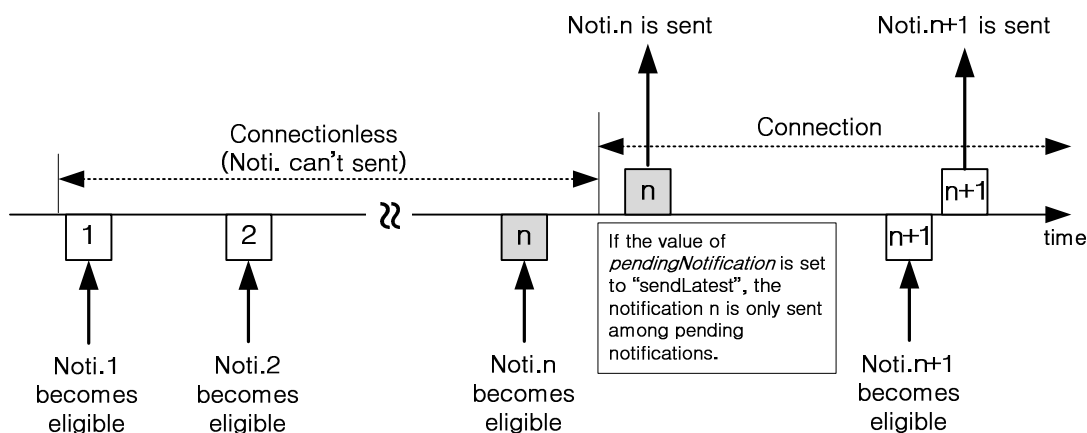 Noti.n is sent
Noti.n+1 is sent
Connectionless
(Noti. can't sent)
Connection
n
n+1
1
2
n
n+1
time
If the value of
pendingNotification is set
to “sendLatest”, the
notification n is only sent
among pending
notifications.
Noti.1
becomes
eligible
Noti.2
becomes
eligible
Noti.n
becomes
eligible
Noti.n+1
becomes
eligible